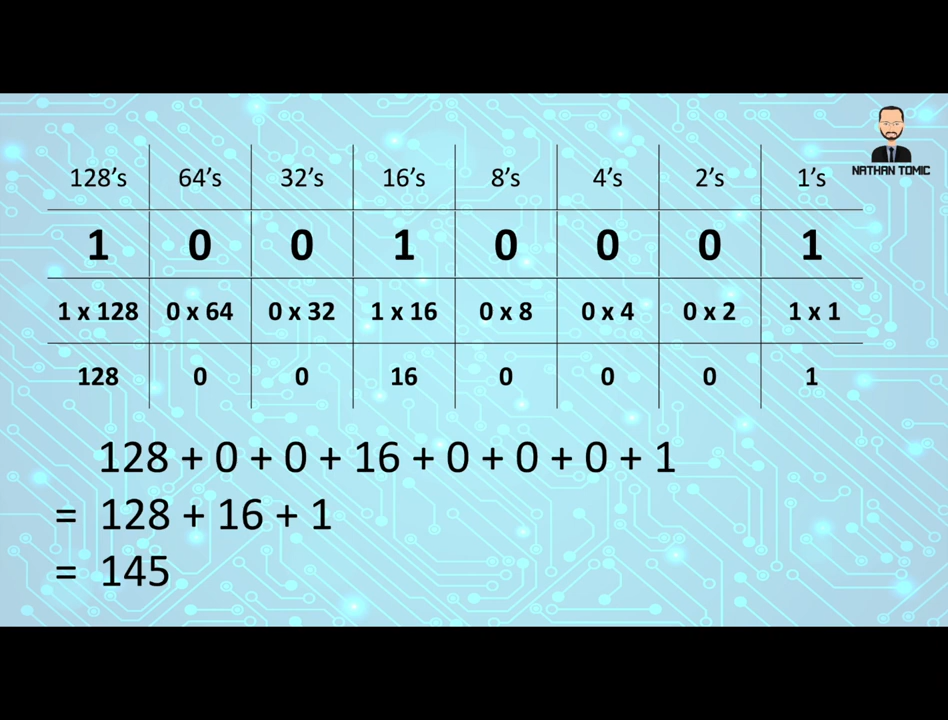 128's 64's 32's 16's 8's 4's 2's 1's
NATHAN TOMIC
1 0 0 1 0 0 0 1
1 x 128 0 x 64 0 x 32 1 x 16 0 x 8 0 x 4 0 x 2 1 x 1
128 0 0 16 0 0 0 1
128 + 0 + 0 + 16 + 0 + 0 + 0 + 1
= 128 + 16 + 1
= 145